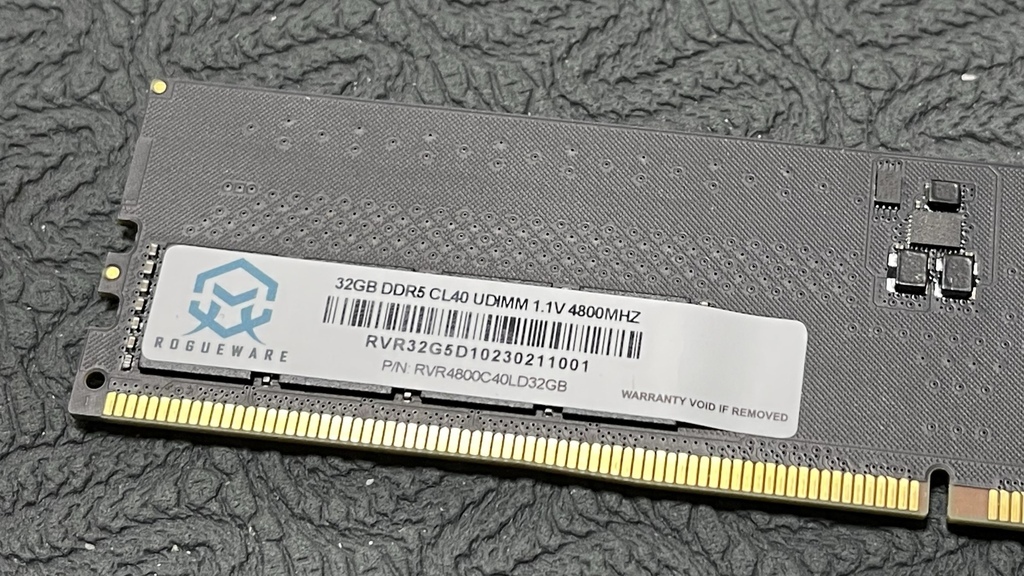 32GB DDR5 CL40 UDIMM 1.1V 4800MHZ
RVR32G5D10230211001
ROGUEWARE
P/N: RVR4800C40LD32GB
WARRANTY VOID IF REMOVED